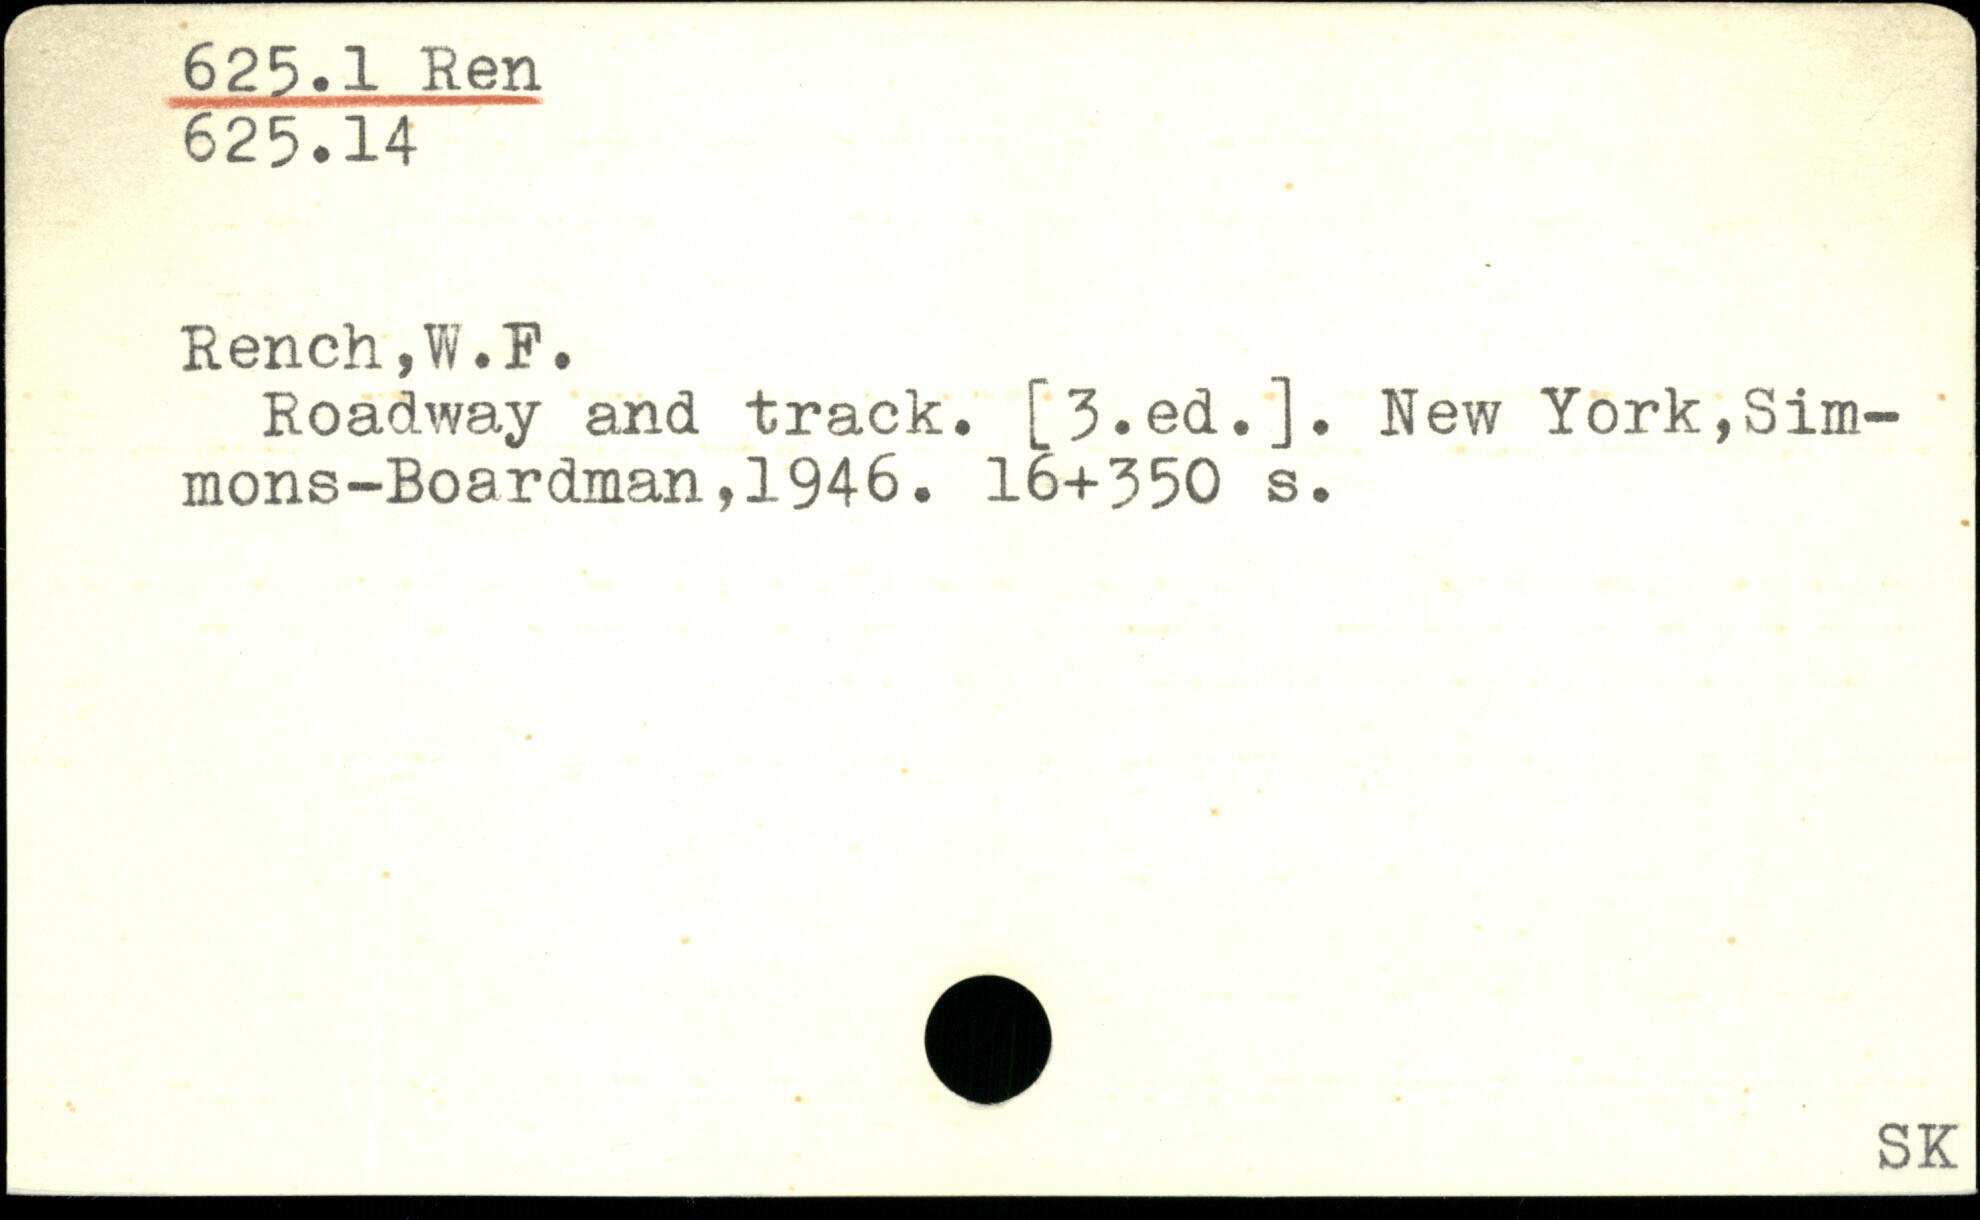 625.1 Ren
625.14
Rench,W.F.
Roadway and track. [3.ed.]. New York,Sim-
mons-Boardman,1946. 16+350 s.
SK